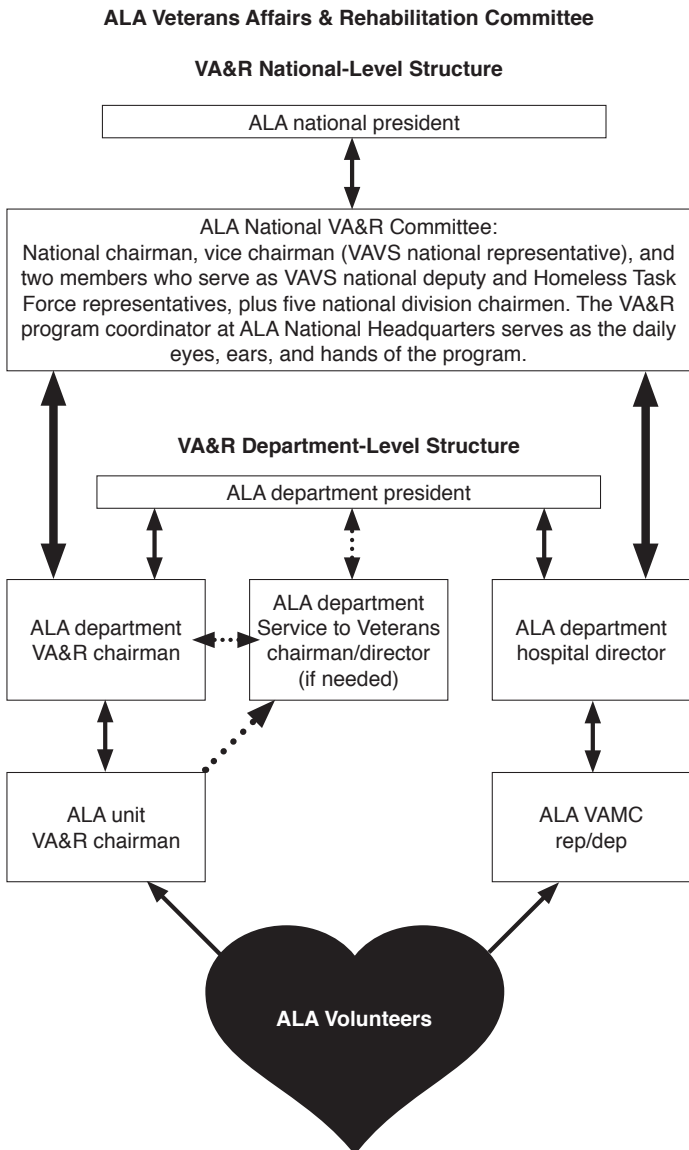 ALA Veterans Affairs & Rehabilitation Committee
VA&R National-Level Structure
ALA national president
ALA National VA&R Committee:
National chairman, vice chairman (VAVS national representative), and
two members who serve as VAVS national deputy and Homeless Task
Force representatives, plus five national division chairmen. The VA&R
program coordinator at ALA National Headquarters serves as the daily
eyes, ears, and hands of the program.
VA&R Department-Level Structure
ALA department president
ALA department
VA&R chairman
ALA department
Service to Veterans
chairman/director
(if needed)
ALA department
hospital director
ALA unit
VA&R chairman
ALA VAMC
rep/dep
ALA Volunteers